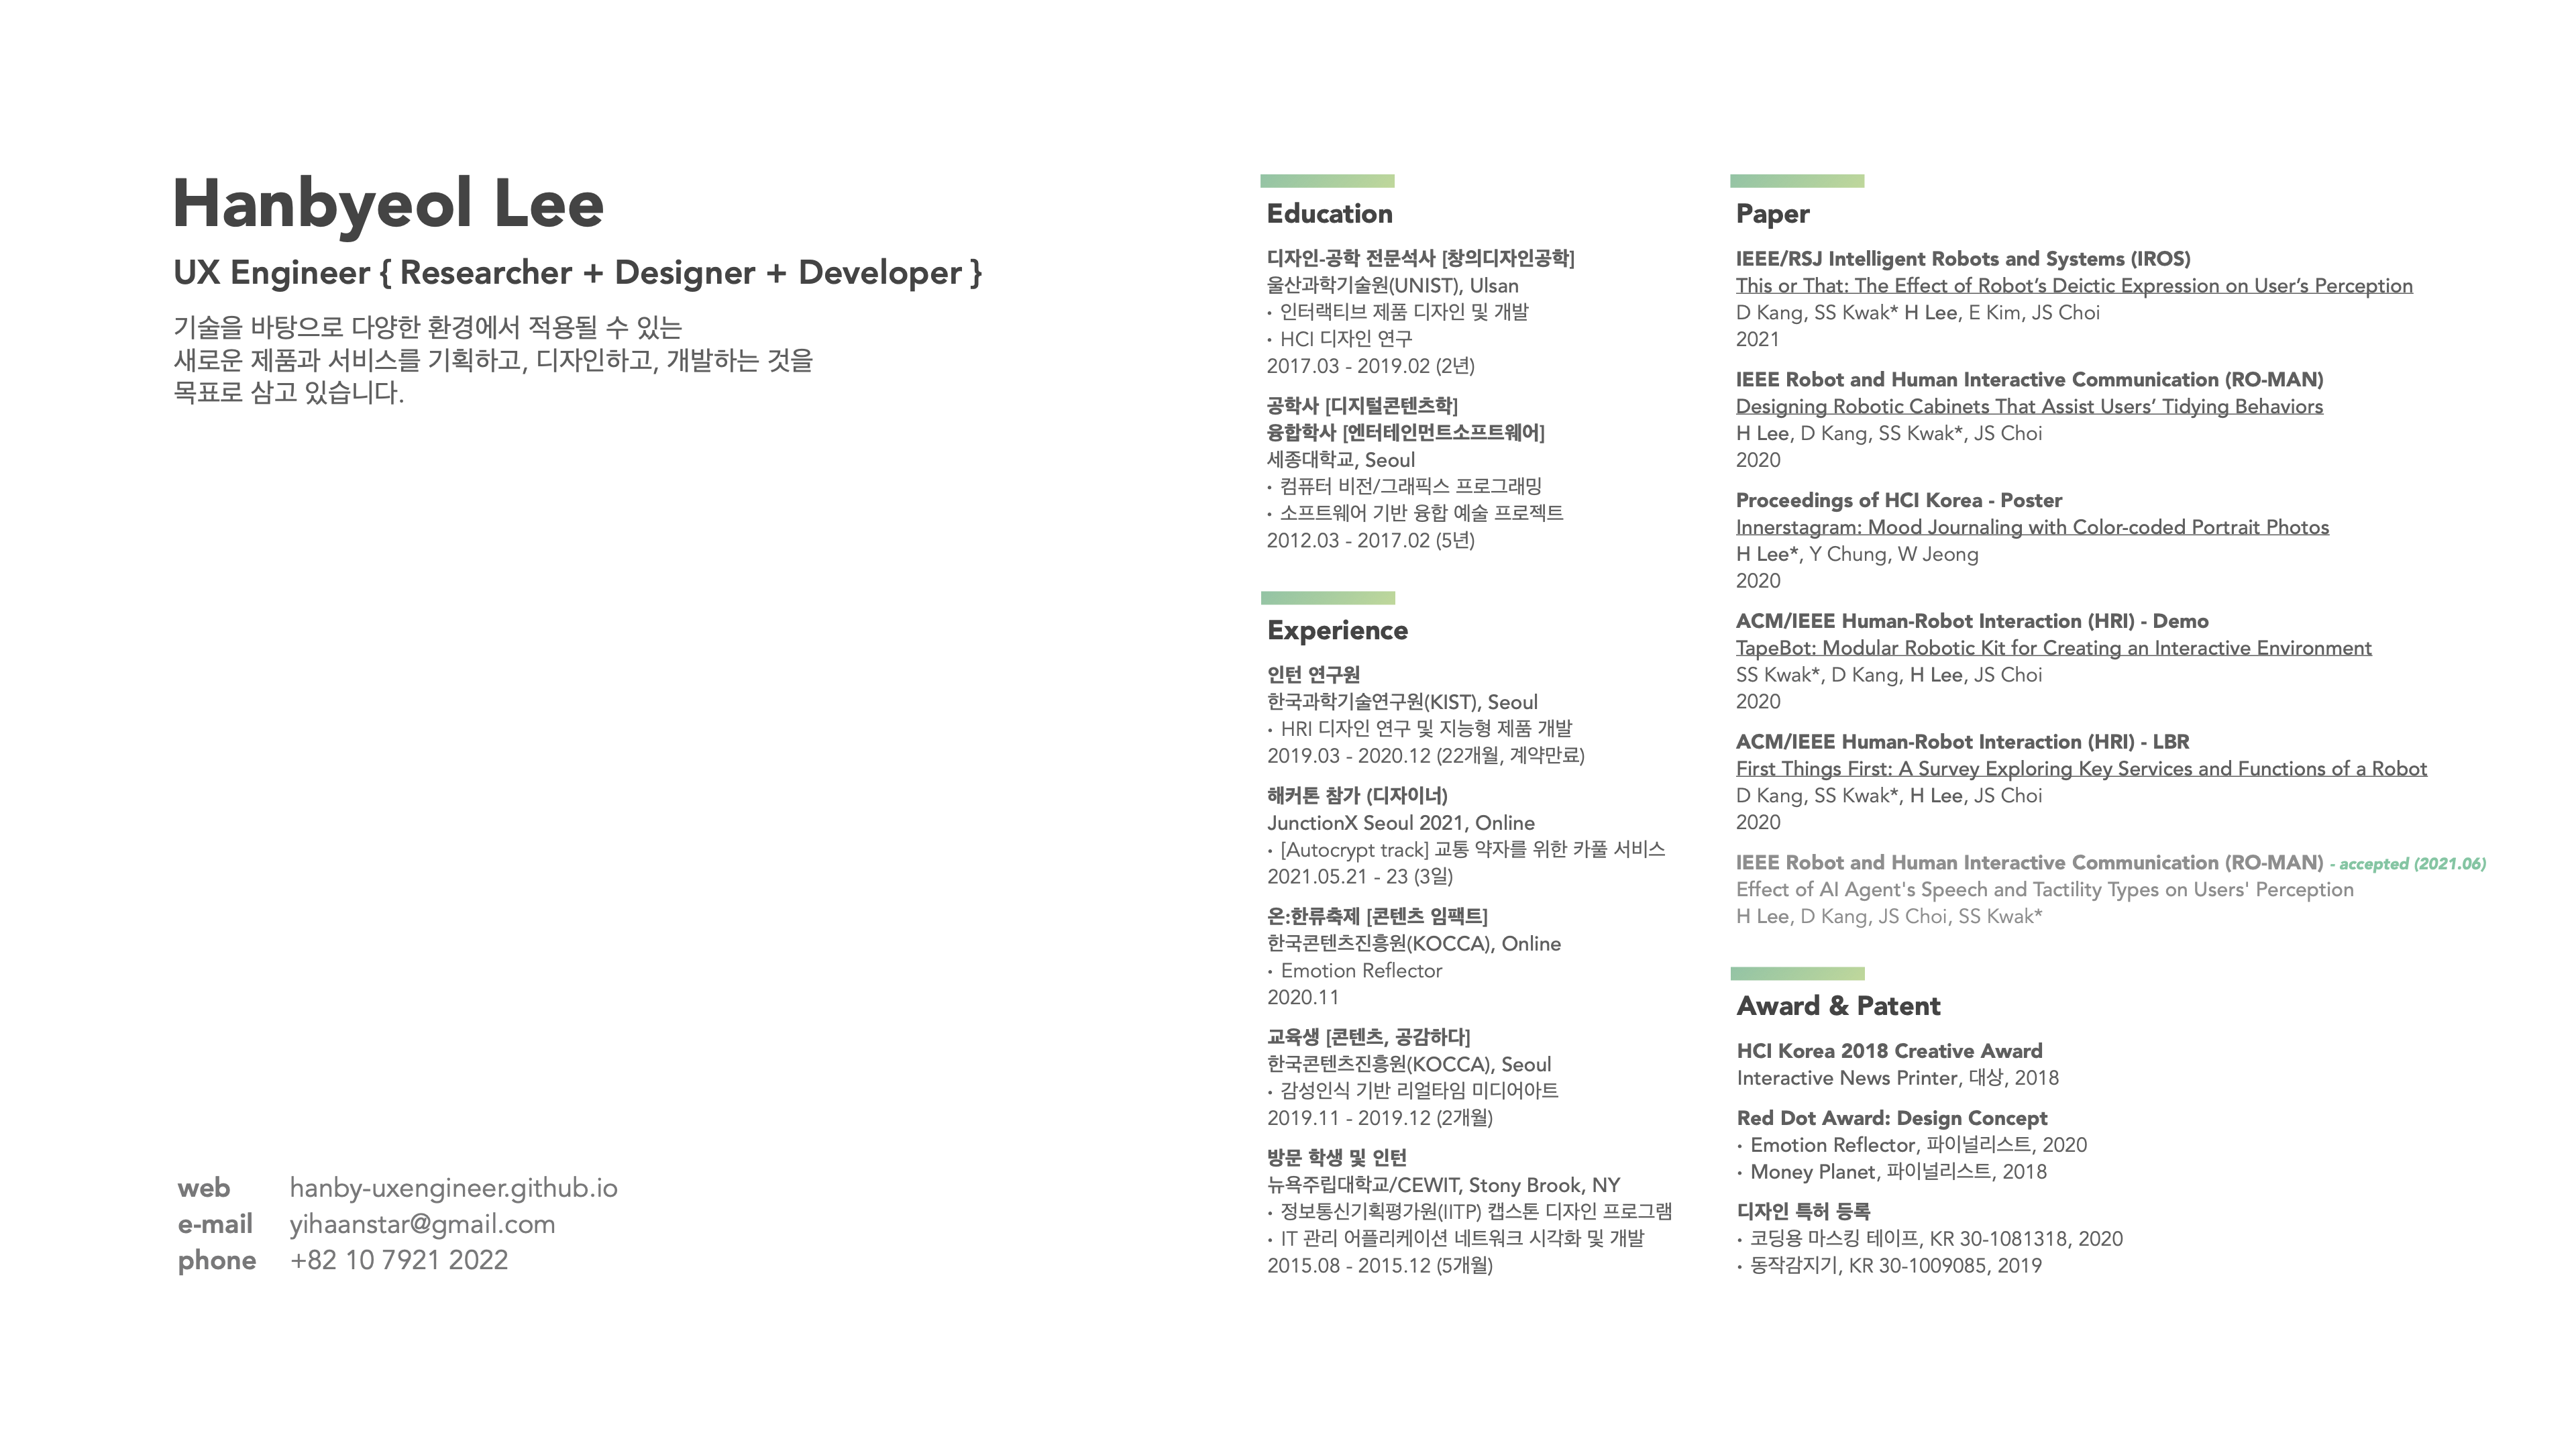 Hanbyeol Lee
UX Engineer { Researcher + Designer + Developer }
기술을 바탕으로 다양한 환경에서 적용될 수 있는
새로운 제품과 서비스를 기획하고, 디자인하고, 개발하는 것을
목표로 삼고 있습니다.
web hanby-uxengineer.github.io
e-mail yihaanstar@gmail.com
phone +82 10 7921 2022
Education
디자인-공학 전문석사 [창의디자인공학]
울산과학기술원(UNIST), Ulsan
· 인터랙티브 제품 디자인 및 개발
· HCI 디자인 연구
2017.03 - 2019.02 (2년)
공학사 [디지털콘텐츠학]
융합학사 [엔터테인먼트소프트웨어]
세종대학교, Seoul
· 컴퓨터 비전/그래픽스 프로그래밍
· 소프트웨어 기반 융합 예술 프로젝트
2012.03 - 2017.02 (5년)
Experience
인턴 연구원
한국과학기술연구원(KIST), Seoul
· HRI 디자인 연구 및 지능형 제품 개발
2019.03 - 2020.12 (22개월, 계약만료)
해커톤 참가 (디자이너)
JunctionX Seoul 2021, Online
· [Autocrypt track] 교통 약자를 위한 카풀 서비스
2021.05.21 - 23 (3일)
온:한류축제 [콘텐츠 임팩트]
한국콘텐츠진흥원(KOCCA), Online
· Emotion Reflector
2020.11
교육생 [콘텐츠, 공감하다]
한국콘텐츠진흥원(KOCCA), Seoul
· 감성인식 기반 리얼타임 미디어아트
2019.11 - 2019.12 (2개월)
방문 학생 및 인턴
뉴욕주립대학교/CEWIT, Stony Brook, NY
· 정보통신기획평가원(IITP) 캡스톤 디자인 프로그램
· IT 관리 어플리케이션 네트워크 시각화 및 개발
2015.08 - 2015.12 (5개월)
Paper
IEEE/RSJ Intelligent Robots and Systems (IROS)
This or That: The Effect of Robot’s Deictic Expression on User’s Perception
D Kang, SS Kwak* H Lee, E Kim, JS Choi
2021
IEEE Robot and Human Interactive Communication (RO-MAN)
Designing Robotic Cabinets That Assist Users’ Tidying Behaviors
H Lee, D Kang, SS Kwak*, JS Choi
2020
Proceedings of HCI Korea - Poster
Innerstagram: Mood Journaling with Color-coded Portrait Photos
H Lee*, Y Chung, W Jeong
2020
ACM/IEEE Human-Robot Interaction (HRI) - Demo
TapeBot: Modular Robotic Kit for Creating an Interactive Environment
SS Kwak*, D Kang, H Lee, JS Choi
2020
ACM/IEEE Human-Robot Interaction (HRI) - LBR
First Things First: A Survey Exploring Key Services and Functions of a Robot
D Kang, SS Kwak*, H Lee, JS Choi
2020
IEEE Robot and Human Interactive Communication (RO-MAN) - accepted (2021.06)
Effect of AI Agent's Speech and Tactility Types on Users' Perception
H Lee, D Kang, JS Choi, SS Kwak*
Award & Patent
HCI Korea 2018 Creative Award
Interactive News Printer, 대상, 2018
Red Dot Award: Design Concept
· Emotion Reflector, 파이널리스트, 2020
· Money Planet, 파이널리스트, 2018
디자인 특허 등록
· 코딩용 마스킹 테이프, KR 30-1081318, 2020
· 동작감지기, KR 30-1009085, 2019